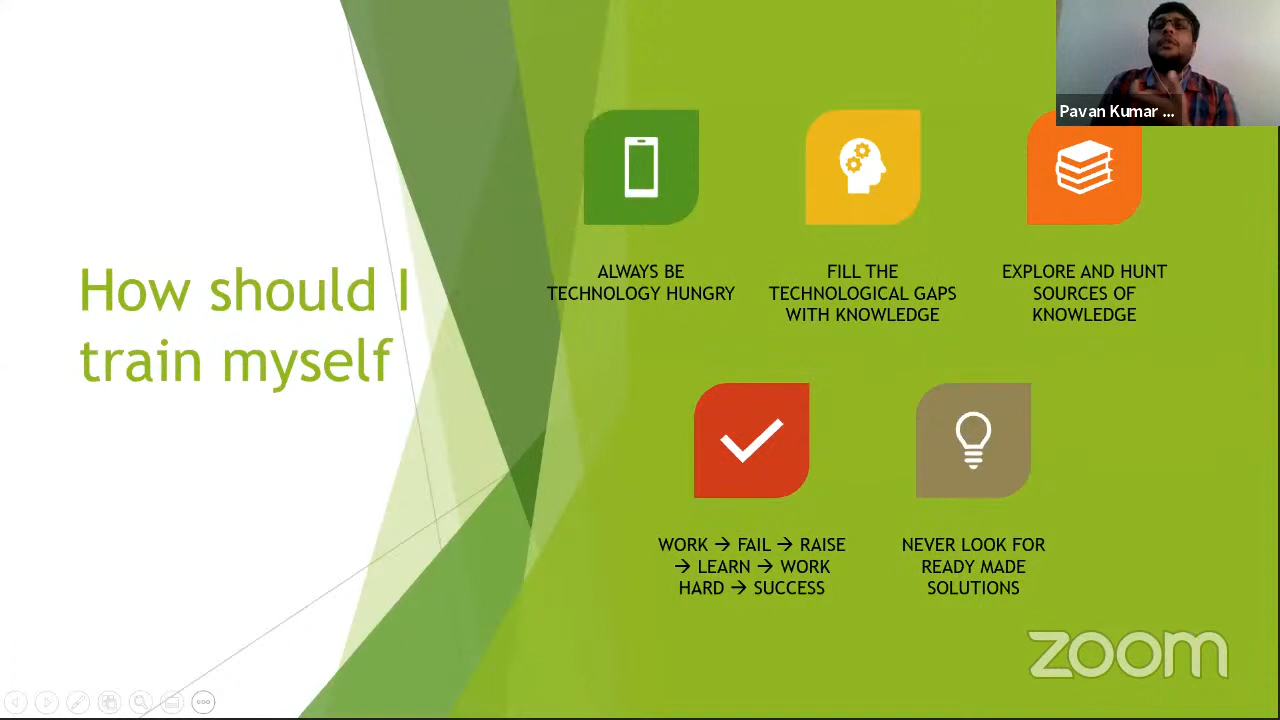 Pavan Kumar ...
How should I
train myself
ALWAYS BE
TECHNOLOGY HUNGRY
FILL THE
TECHNOLOGICAL GAPS
WITH KNOWLEDGE
EXPLORE AND HUNT
SOURCES OF
KNOWLEDGE
WORK → FAIL → RAISE
→ LEARN → WORK
HARD → SUCCESS
NEVER LOOK FOR
READY MADE
SOLUTIONS
zoom